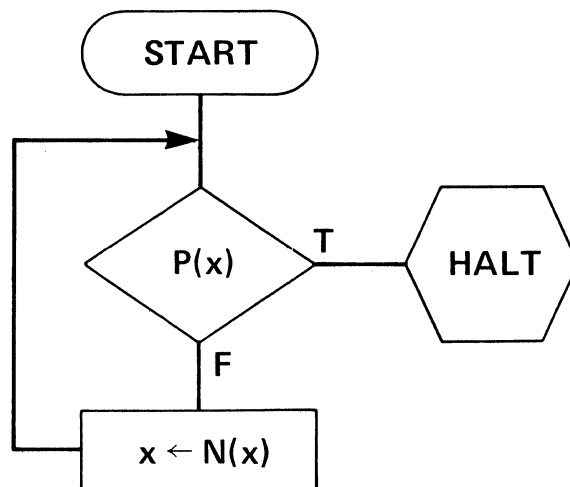 START
P(x)
T
HALT
F
x ← N(x)